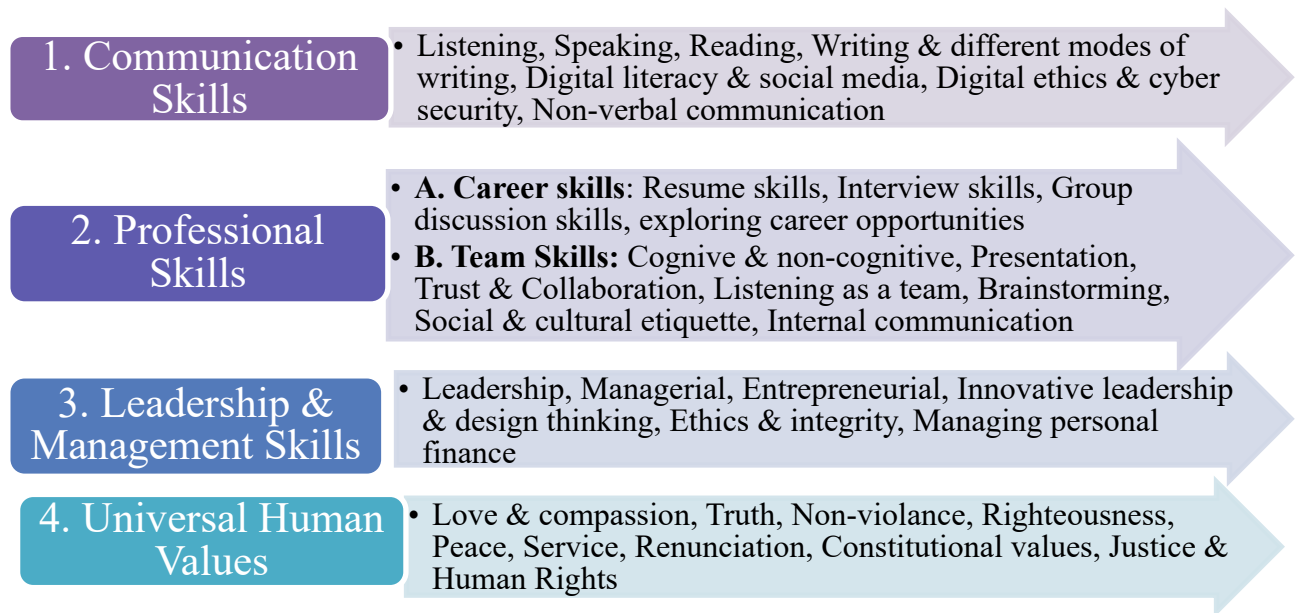 1. Communication
Skills
• Listening, Speaking, Reading, Writing & different modes of
writing, Digital literacy & social media, Digital ethics & cyber
security, Non-verbal communication
2. Professional
Skills
• A. Career skills: Resume skills, Interview skills, Group
discussion skills, exploring career opportunities
• B. Team Skills: Cognive & non-cognitive, Presentation,
Trust & Collaboration, Listening as a team, Brainstorming,
Social & cultural etiquette, Internal communication
3. Leadership &
Management Skills
• Leadership, Managerial, Entrepreneurial, Innovative leadership
& design thinking, Ethics & integrity, Managing personal
finance
4. Universal Human
Values
• Love & compassion, Truth, Non-violance, Righteousness,
Peace, Service, Renunciation, Constitutional values, Justice &
Human Rights